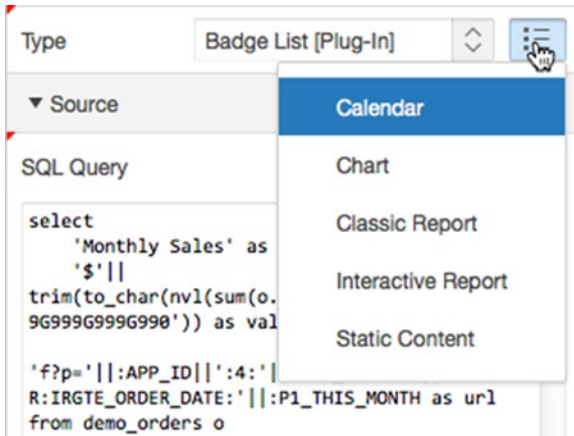 Type
Badge List [Plug-In]
▼ Source
SQL Query
Calendar
Chart
Classic Report
Interactive Report
Static Content
select
'Monthly Sales' as
'$'||
trim(to_char(nvl(sum(o.
9G999G999G990')) as val
'f?p='||:APP_ID||':4:'
R:IRGTE_ORDER_DATE:'||:P1_THIS_MONTH as url
from demo_orders o